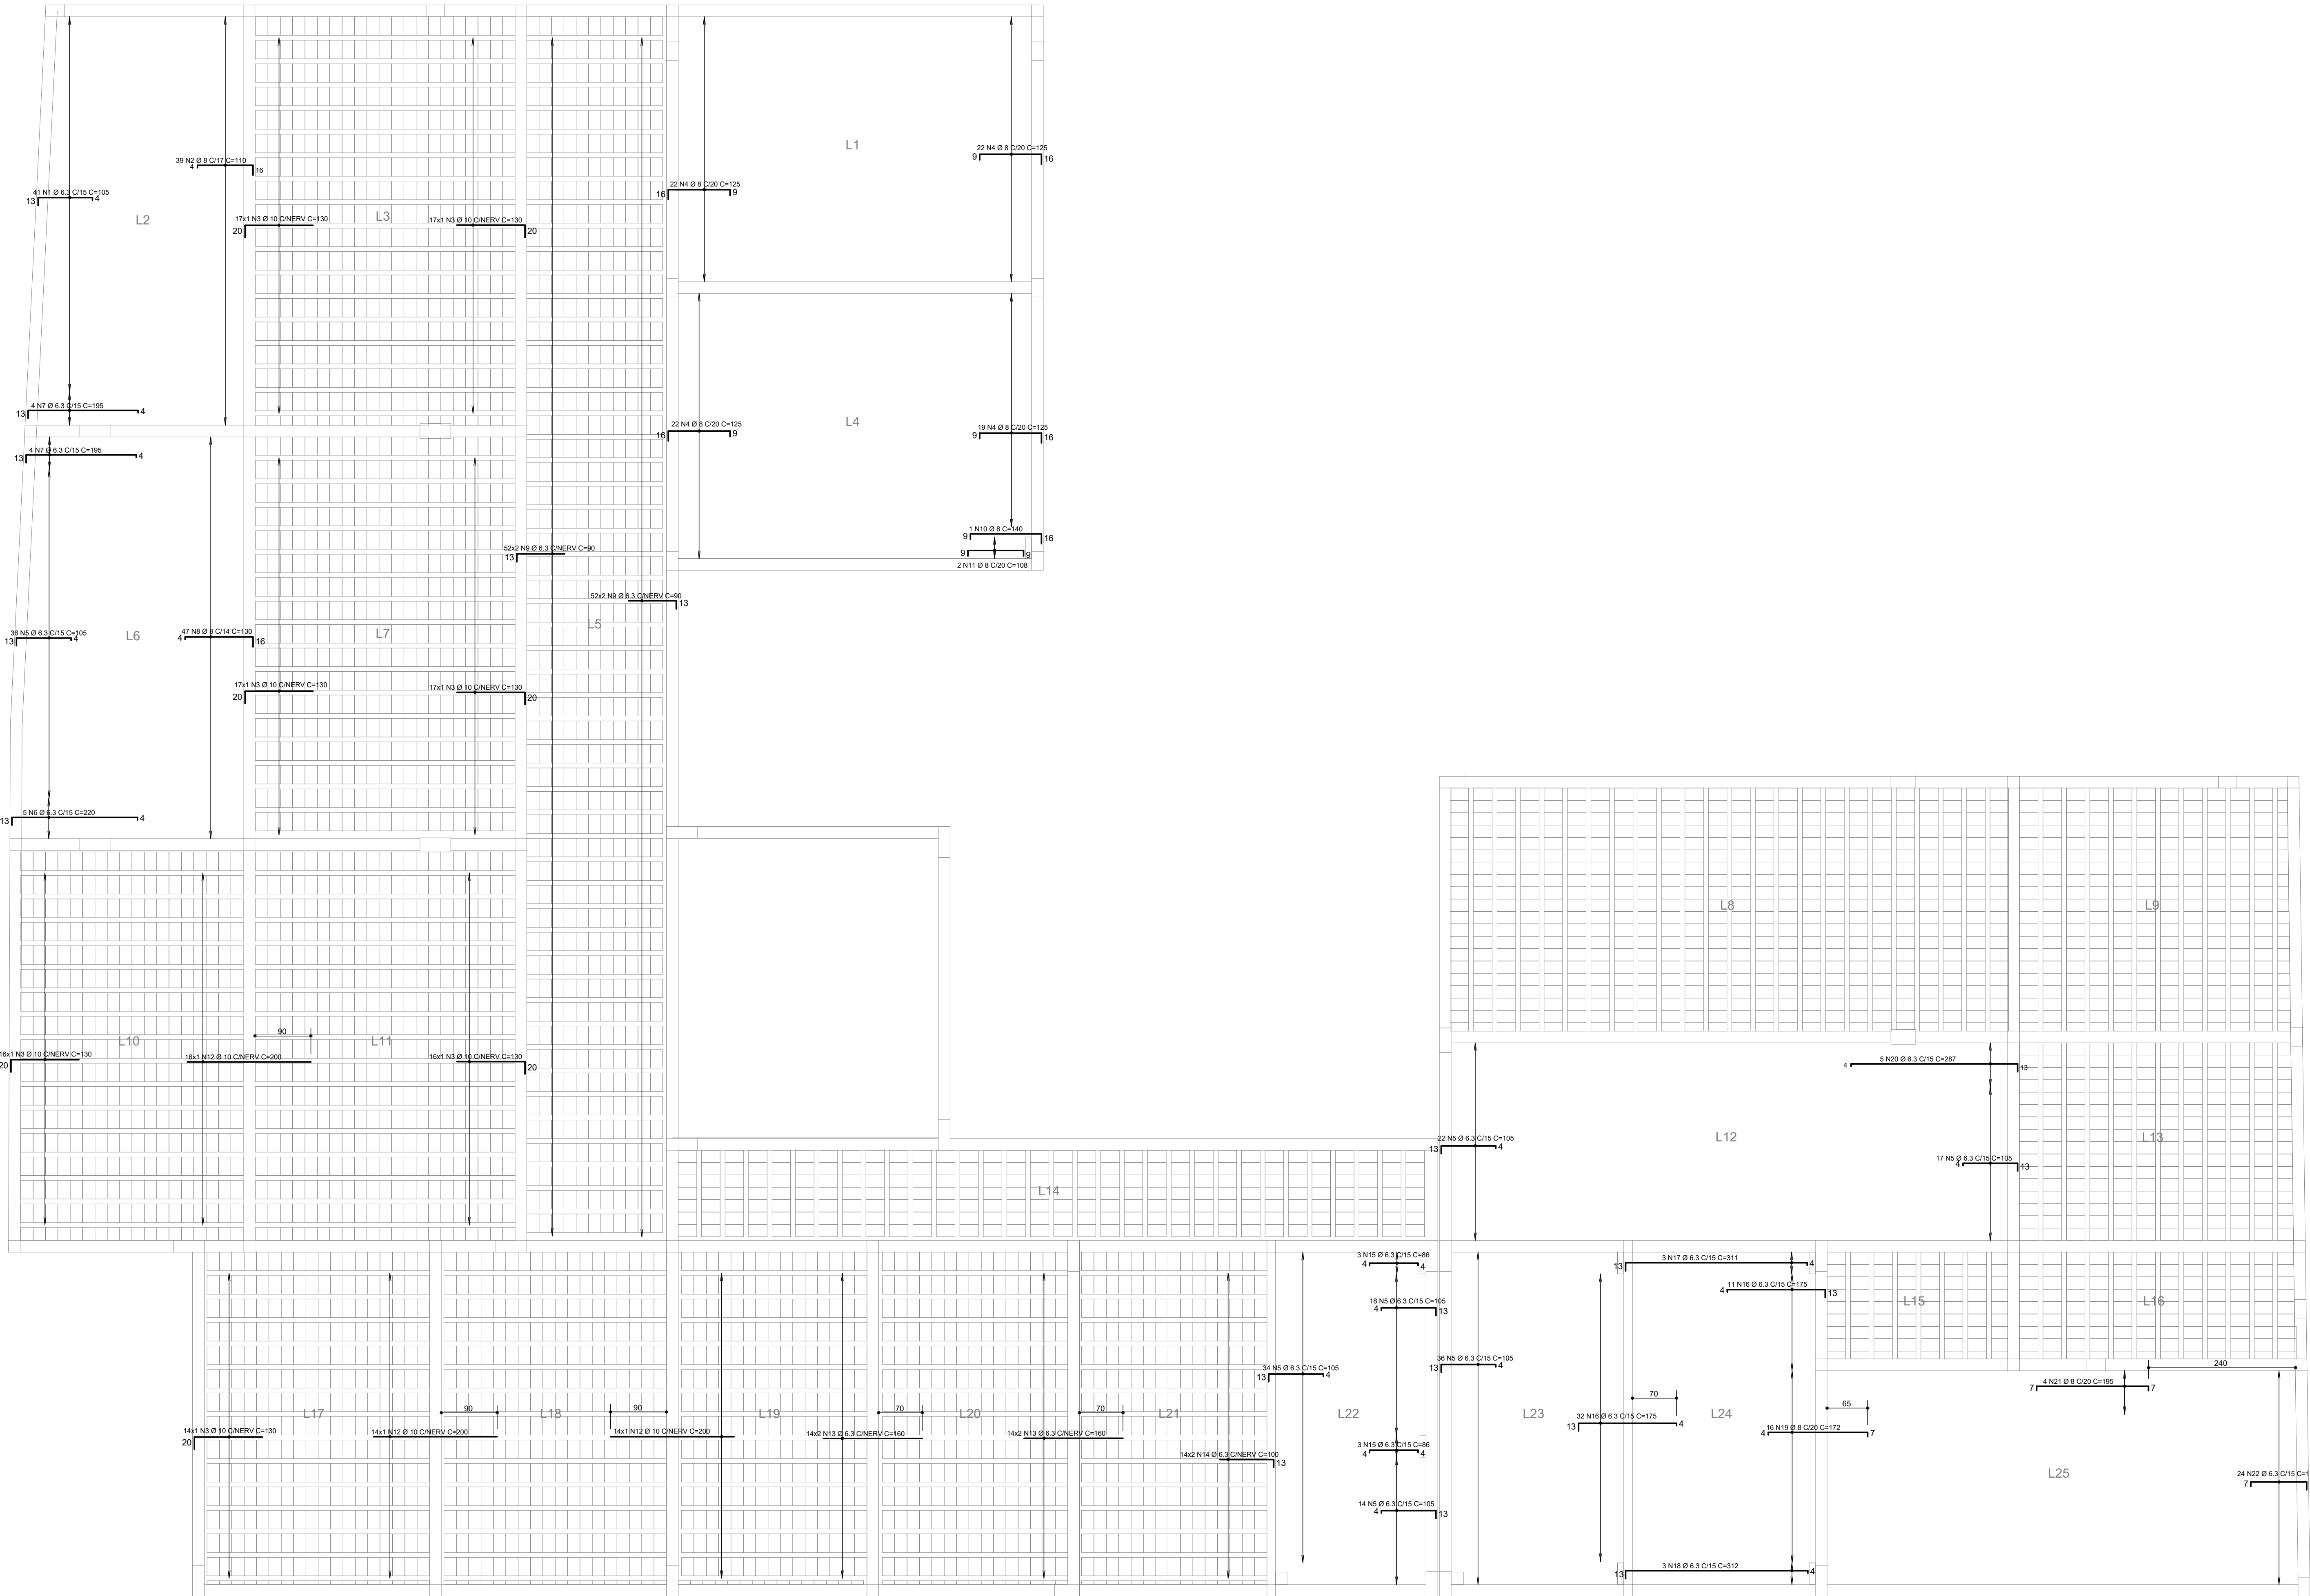 L1
39 N2 Ø 8 C/17 C=110
4
16
22 N4 Ø 8 C/20 C=125
9
16
41 N1 Ø 6.3 C/15 C=105
13
4
22 N4 Ø 8 C/20 C=125
16
9
L2
L3
17x1 N3 Ø 10 C/NERV C=130
20
17x1 N3 Ø 10 C/NERV C=130
20
4 N7 Ø 6.3 C/15 C=195
13
4
L4
22 N4 Ø 8 C/20 C=125
16
9
19 N4 Ø 8 C/20 C=125
9
16
4 N7 Ø 6.3 C/15 C=195
13
4
1 N10 Ø 8 C=140
9
16
52x2 N9 Ø 6.3 C/NERV C=90
13
9
9
2 N11 Ø 8 C/20 C=108
52x2 N9 Ø 6.3 C/NERV C=90
13
L5
36 N5 Ø 6.3 C/15 C=105
13
4
L6
47 N8 Ø 8 C/14 C=130
4
16
L7
17x1 N3 Ø 10 C/NERV C=130
20
17x1 N3 Ø 10 C/NERV C=130
20
5 N6 Ø 6.3 C/15 C=220
13
4
L8
L9
90
L10
L11
16x1 N3 Ø 10 C/NERV C=130
20
16x1 N12 Ø 10 C/NERV C=200
16x1 N3 Ø 10 C/NERV C=130
20
5 N20 Ø 6.3 C/15 C=287
4
13
22 N5 Ø 6.3 C/15 C=105
13
4
L12
L13
17 N5 Ø 6.3 C/15 C=105
4
13
L14
3 N15 Ø 6.3 C/15 C=86
4
4
3 N17 Ø 6.3 C/15 C=311
13
4
11 N16 Ø 6.3 C/15 C=175
4
13
18 N5 Ø 6.3 C/15 C=105
4
13
L15
L16
34 N5 Ø 6.3 C/15 C=105
13
4
36 N5 Ø 6.3 C/15 C=105
13
4
240
4 N21 Ø 8 C/20 C=195
7
7
70
65
L17
90
L18
90
L19
70
L20
70
L21
L22
L23
L24
32 N16 Ø 6.3 C/15 C=175
13
4
16 N19 Ø 8 C/20 C=172
4
7
14x1 N3 Ø 10 C/NERV C=130
20
14x1 N12 Ø 10 C/NERV C=200
14x1 N12 Ø 10 C/NERV C=200
14x2 N13 Ø 6.3 C/NERV C=160
14x2 N13 Ø 6.3 C/NERV C=160
14x2 N14 Ø 6.3 C/NERV C=100
13
3 N15 Ø 6.3 C/15 C=86
4
4
L25
24 N22 Ø 6.3 C/15
7
14 N5 Ø 6.3 C/15 C=105
4
13
3 N18 Ø 6.3 C/15 C=312
13
4